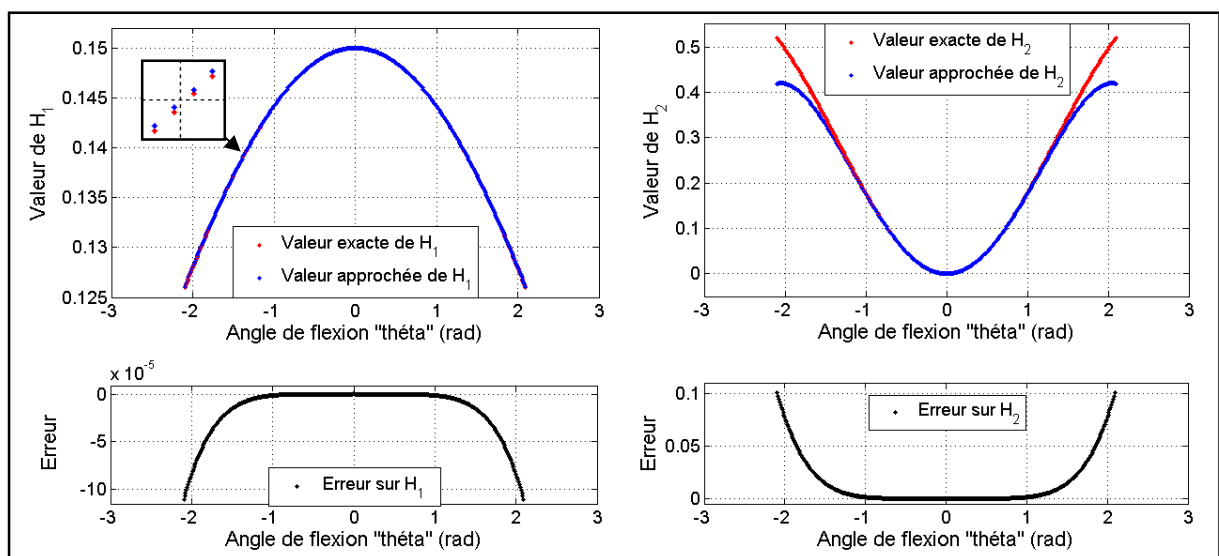 Valeur de H1
0.15
0.145
0.14
0.135
0.13
0.125
Valeur exacte de H1
Valeur approchée de H1
-3 -2 -1 0 1 2 3
Angle de flexion "théta" (rad)
Valeur de H2
0.5
0.4
0.3
0.2
0.1
0
Valeur exacte de H2
Valeur approchée de H2
-3 -2 -1 0 1 2 3
Angle de flexion "théta" (rad)
x 10-5
Erreur
0
-5
-10
Erreur sur H1
-3 -2 -1 0 1 2 3
Angle de flexion "théta" (rad)
Erreur
0.1
0.05
0
Erreur sur H2
-3 -2 -1 0 1 2 3
Angle de flexion "théta" (rad)